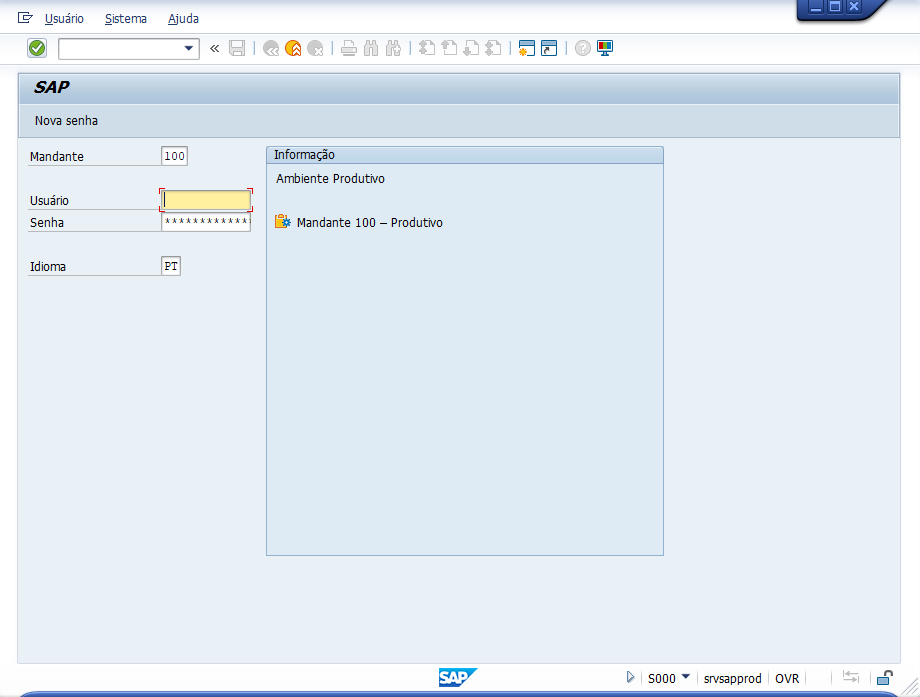 Usuário Sistema Ajuda
SAP
Nova senha
Mandante 100
Informação
Ambiente Produtivo
Usuário
Senha ************
Mandante 100 – Produtivo
Idioma PT
SAP S000 srvsapprod OVR